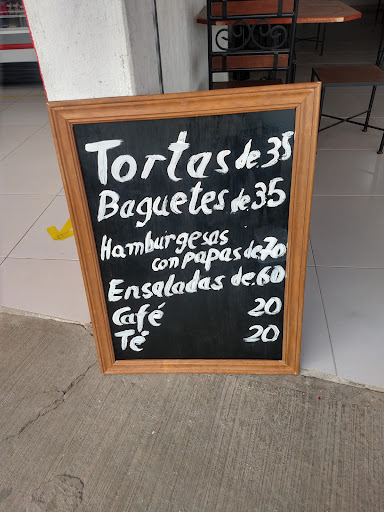 Tortas de 35
Baguetes de 35
Hamburgesas
con papas de 70
Ensaladas de 60
Café 20
Té 20